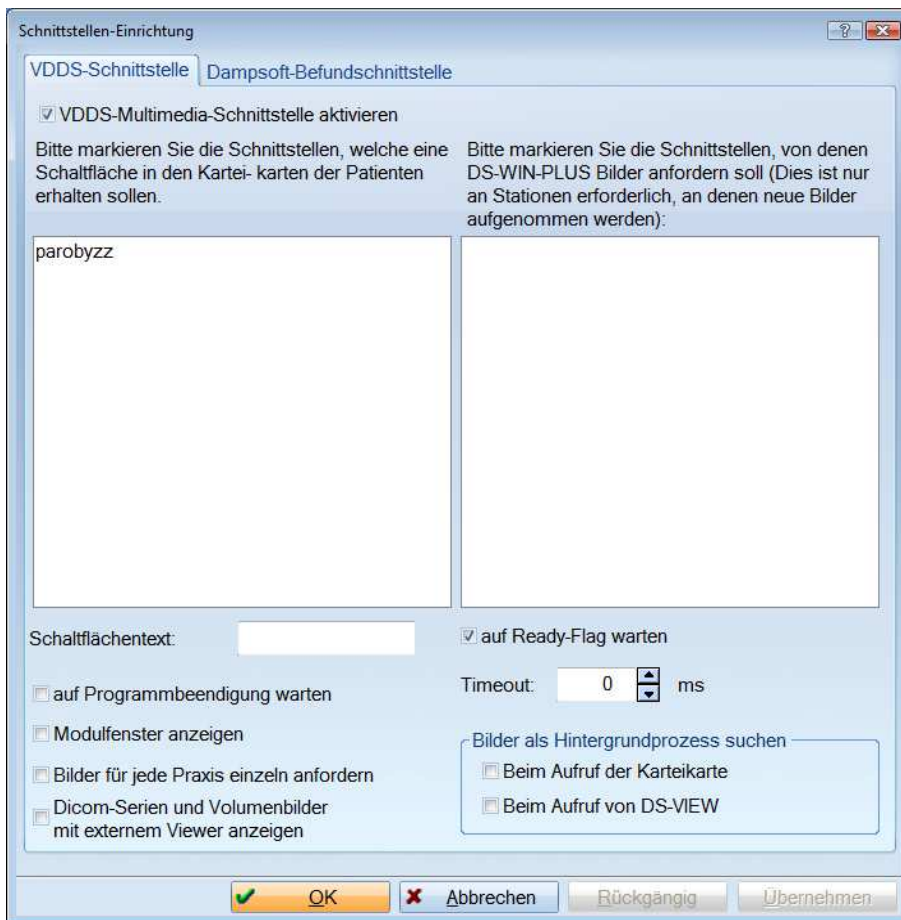 Schnittstellen-Einrichtung
VDDS-Schnittstelle
Dampsoft-Befundschnittstelle
VDDS-Multimedia-Schnittstelle aktivieren
Bitte markieren Sie die Schnittstellen, welche eine
Schaltfläche in den Kartei- karten der Patienten
erhalten sollen.
Bitte markieren Sie die Schnittstellen, von denen
DS-WIN-PLUS Bilder anfordern soll (Dies ist nur
an Stationen erforderlich, an denen neue Bilder
aufgenommen werden):
parobyzz
Schaltflächentext:
auf Programmbeendigung warten
Modulfenster anzeigen
Bilder für jede Praxis einzeln anfordern
Dicom-Serien und Volumenbilder
mit externem Viewer anzeigen
auf Ready-Flag warten
Timeout: 0 ms
Bilder als Hintergrundprozess suchen
Beim Aufruf der Karteikarte
Beim Aufruf von DS-VIEW
OK
Abbrechen
Rückgängig
Übernehmen